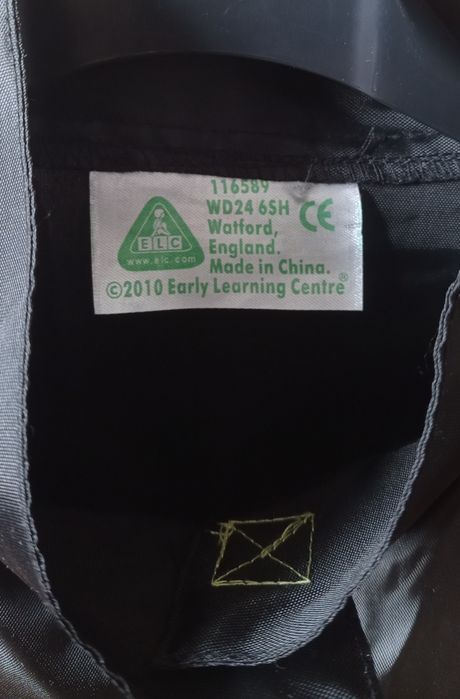 116589
WD24 6SH
Watford,
England.
Made in China.
©2010 Early Learning Centre®
CE
ELC
www.elc.com